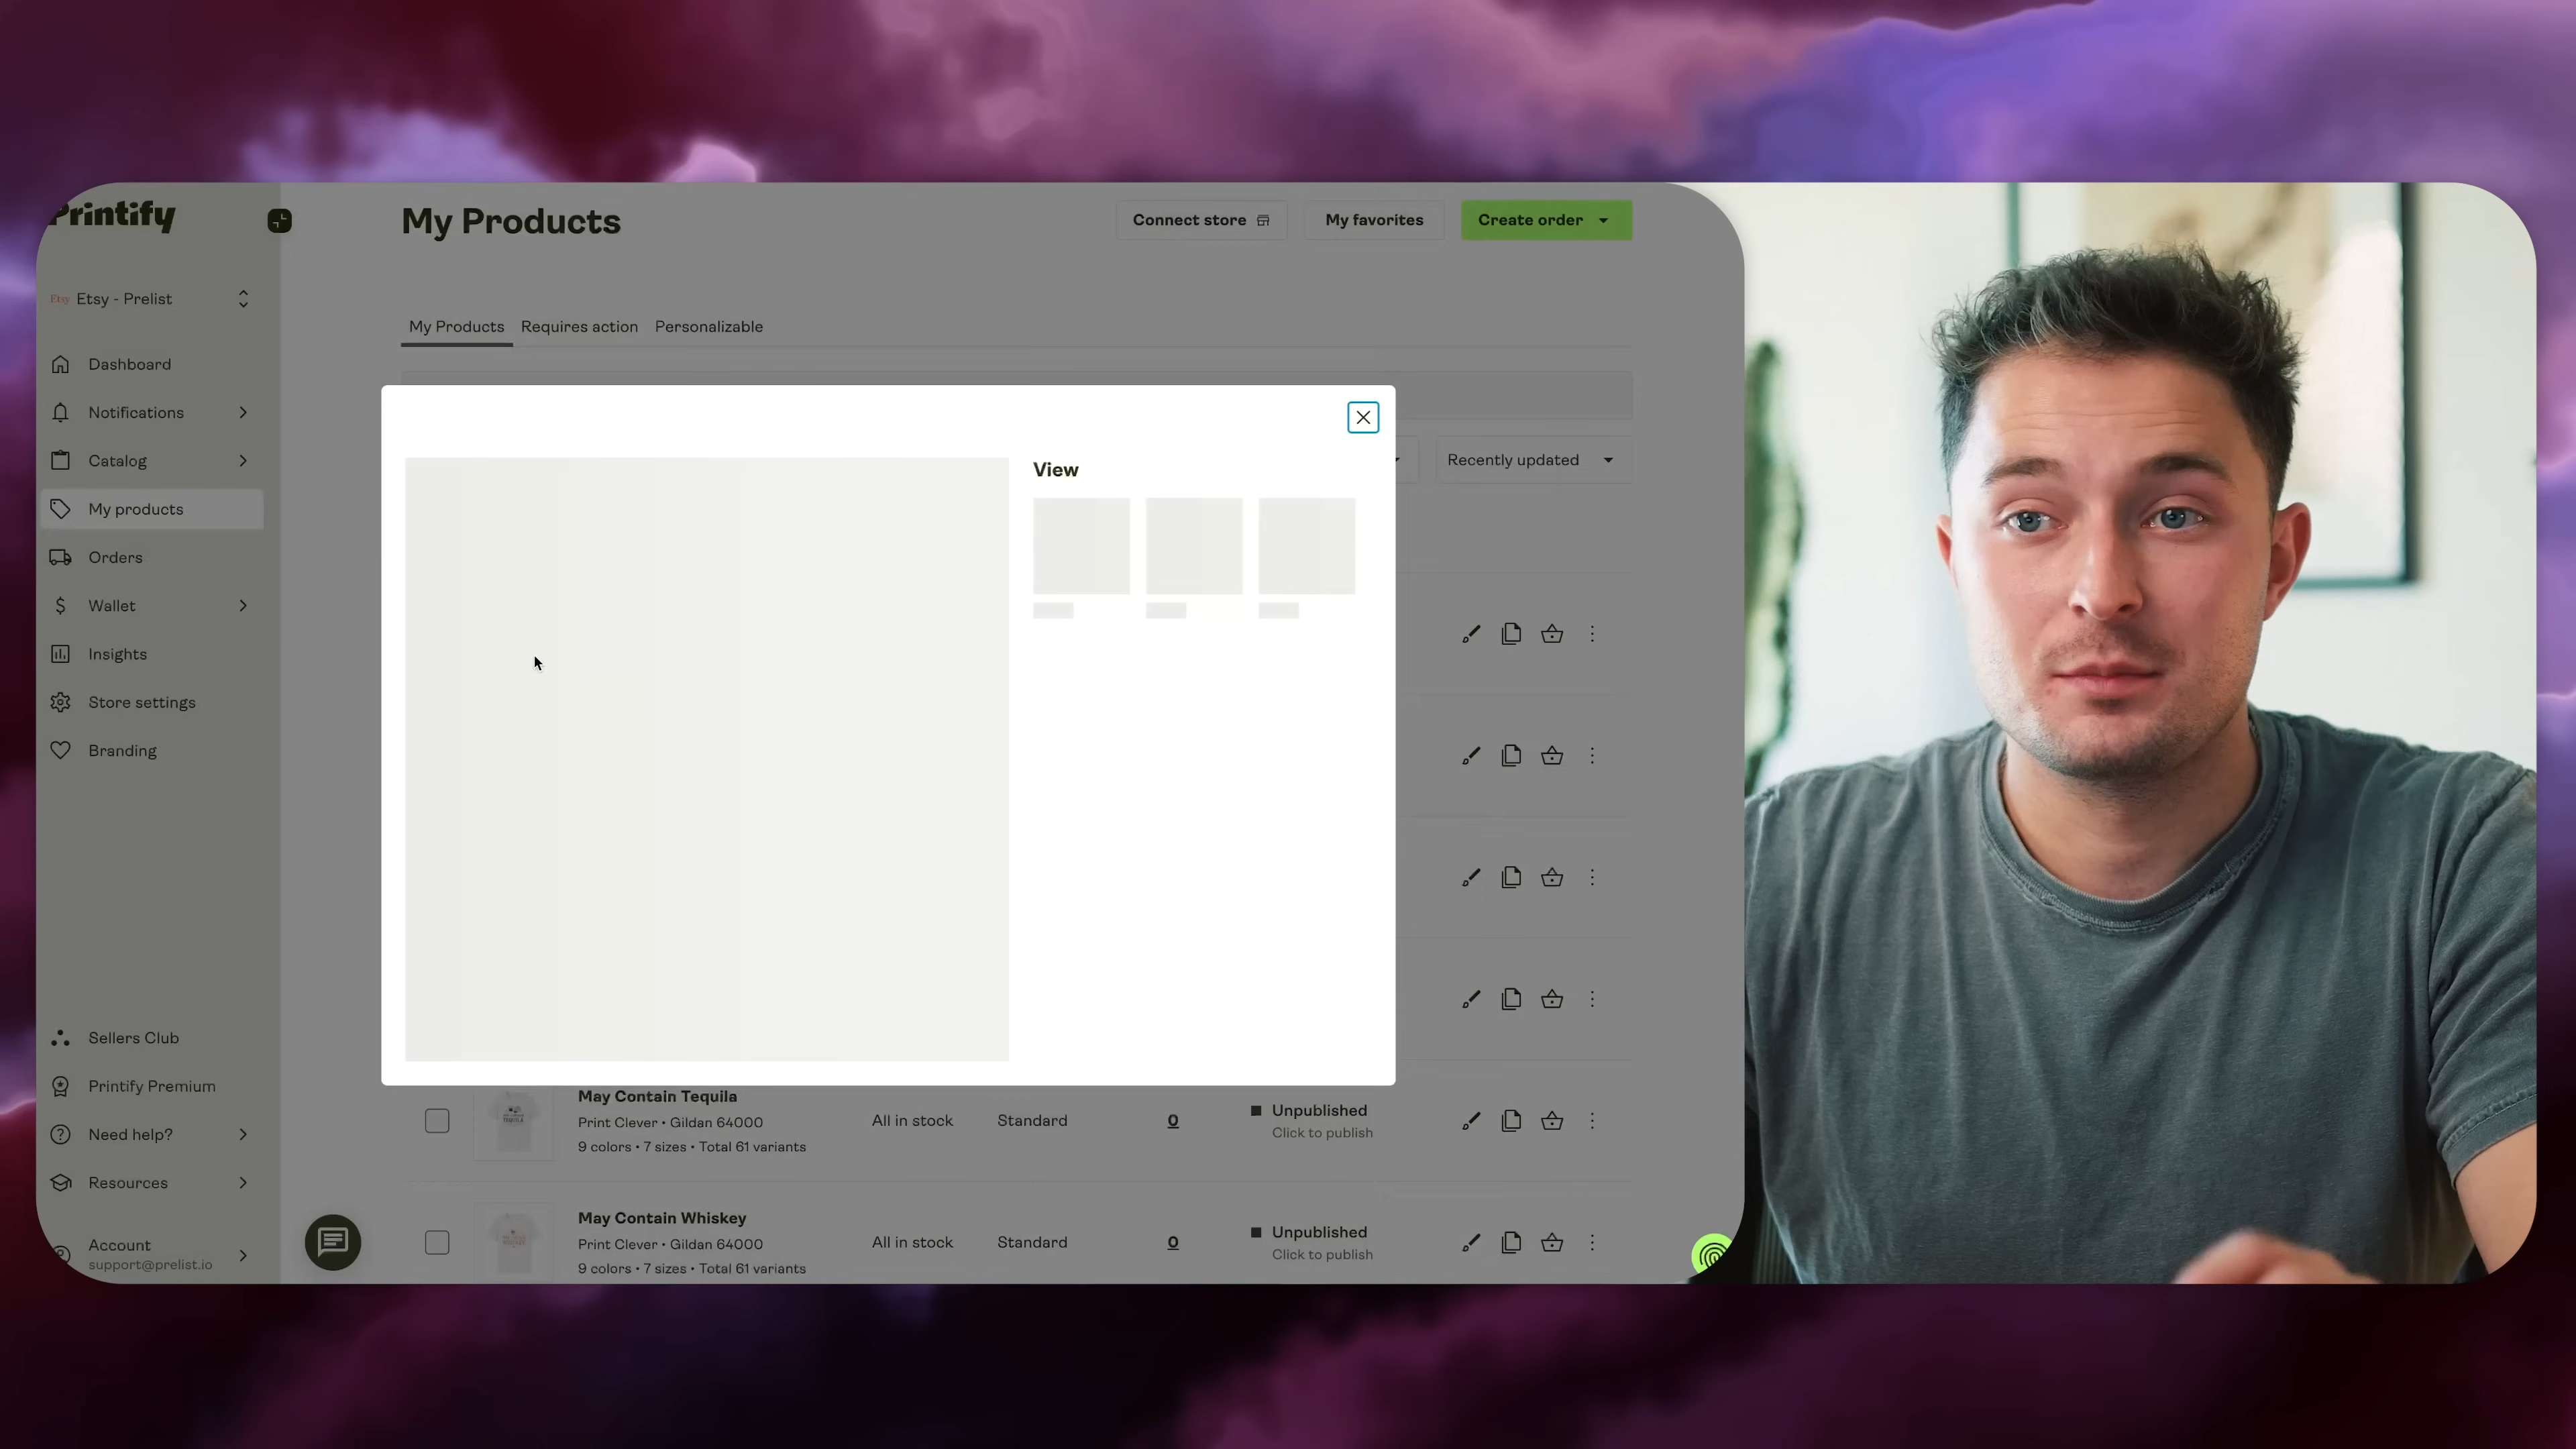 Printify
My Products
Connect store
My favorites
Create order
Etsy Etsy - Prelist
My Products
Requires action
Personalizable
Dashboard
Notifications
Catalog
My products
Orders
Wallet
Insights
Store settings
Branding
Recently updated
View
Sellers Club
Printify Premium
Need help?
Resources
Account
support@prelist.io
May Contain Tequila
Print Clever • Gildan 64000
9 colors • 7 sizes • Total 61 variants
All in stock
Standard
0
Unpublished
Click to publish
May Contain Whiskey
Print Clever • Gildan 64000
9 colors • 7 sizes • Total 61 variants
All in stock
Standard
0
Unpublished
Click to publish